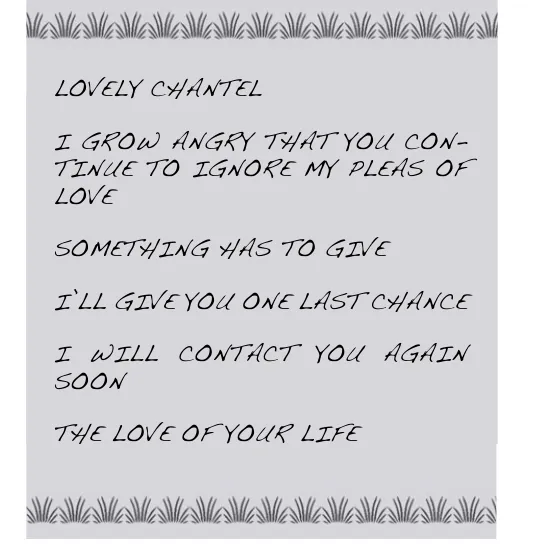 LOVELY CHANTEL
I GROW ANGRY THAT YOU CON-
TINUE TO IGNORE MY PLEAS OF
LOVE
SOMETHING HAS TO GIVE
I`LL GIVE YOU ONE LAST CHANCE
I WILL CONTACT YOU AGAIN
SOON
THE LOVE OF YOUR LIFE